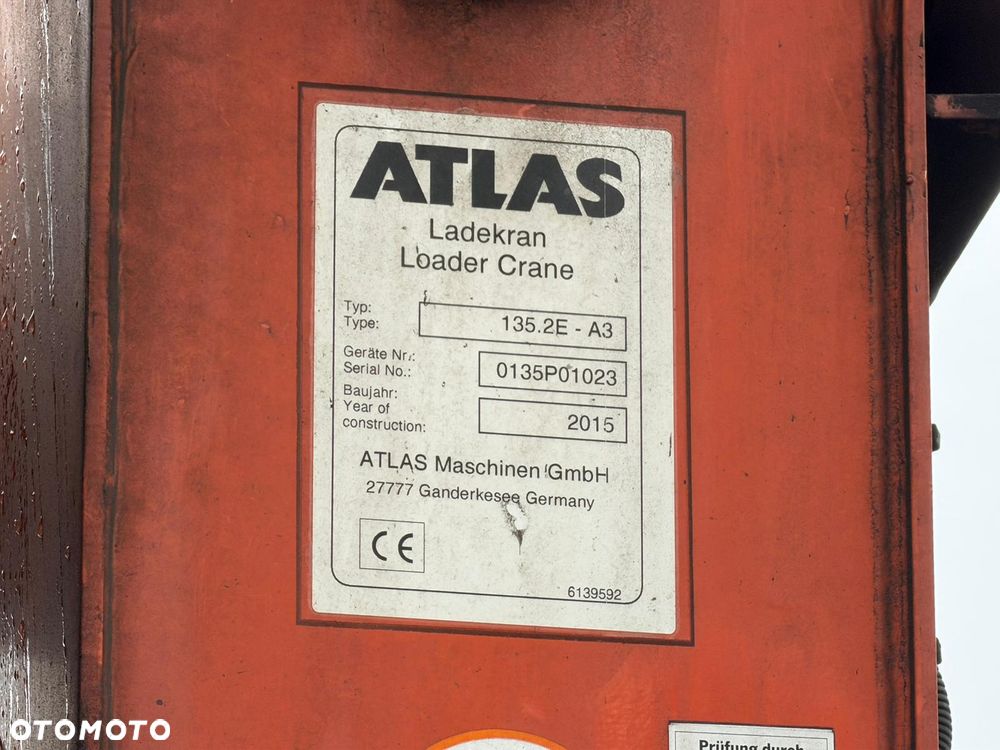 ATLAS
Ladekran
Loader Crane
Typ:
Type:
135.2E - A3
Geräte Nr.:
Serial No.:
0135P01023
Baujahr:
Year of
construction:
2015
ATLAS Maschinen GmbH
27777 Ganderkesee Germany
CE
6139592
Prüfung durch
OTOMOTO